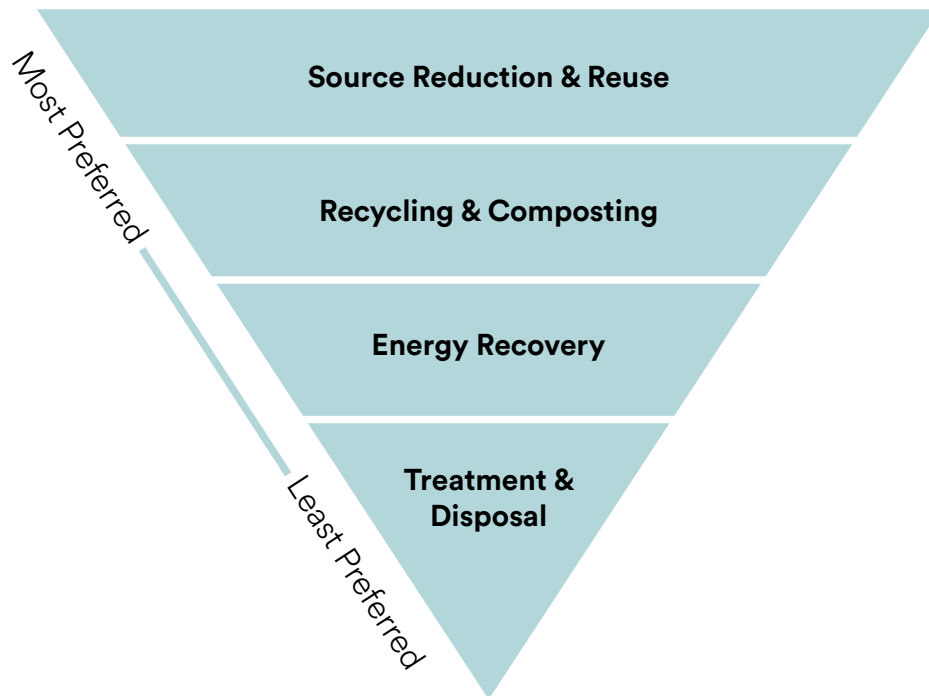 Source Reduction & Reuse
Most Preferred
Recycling & Composting
Energy Recovery
Treatment &
Disposal
Least Preferred